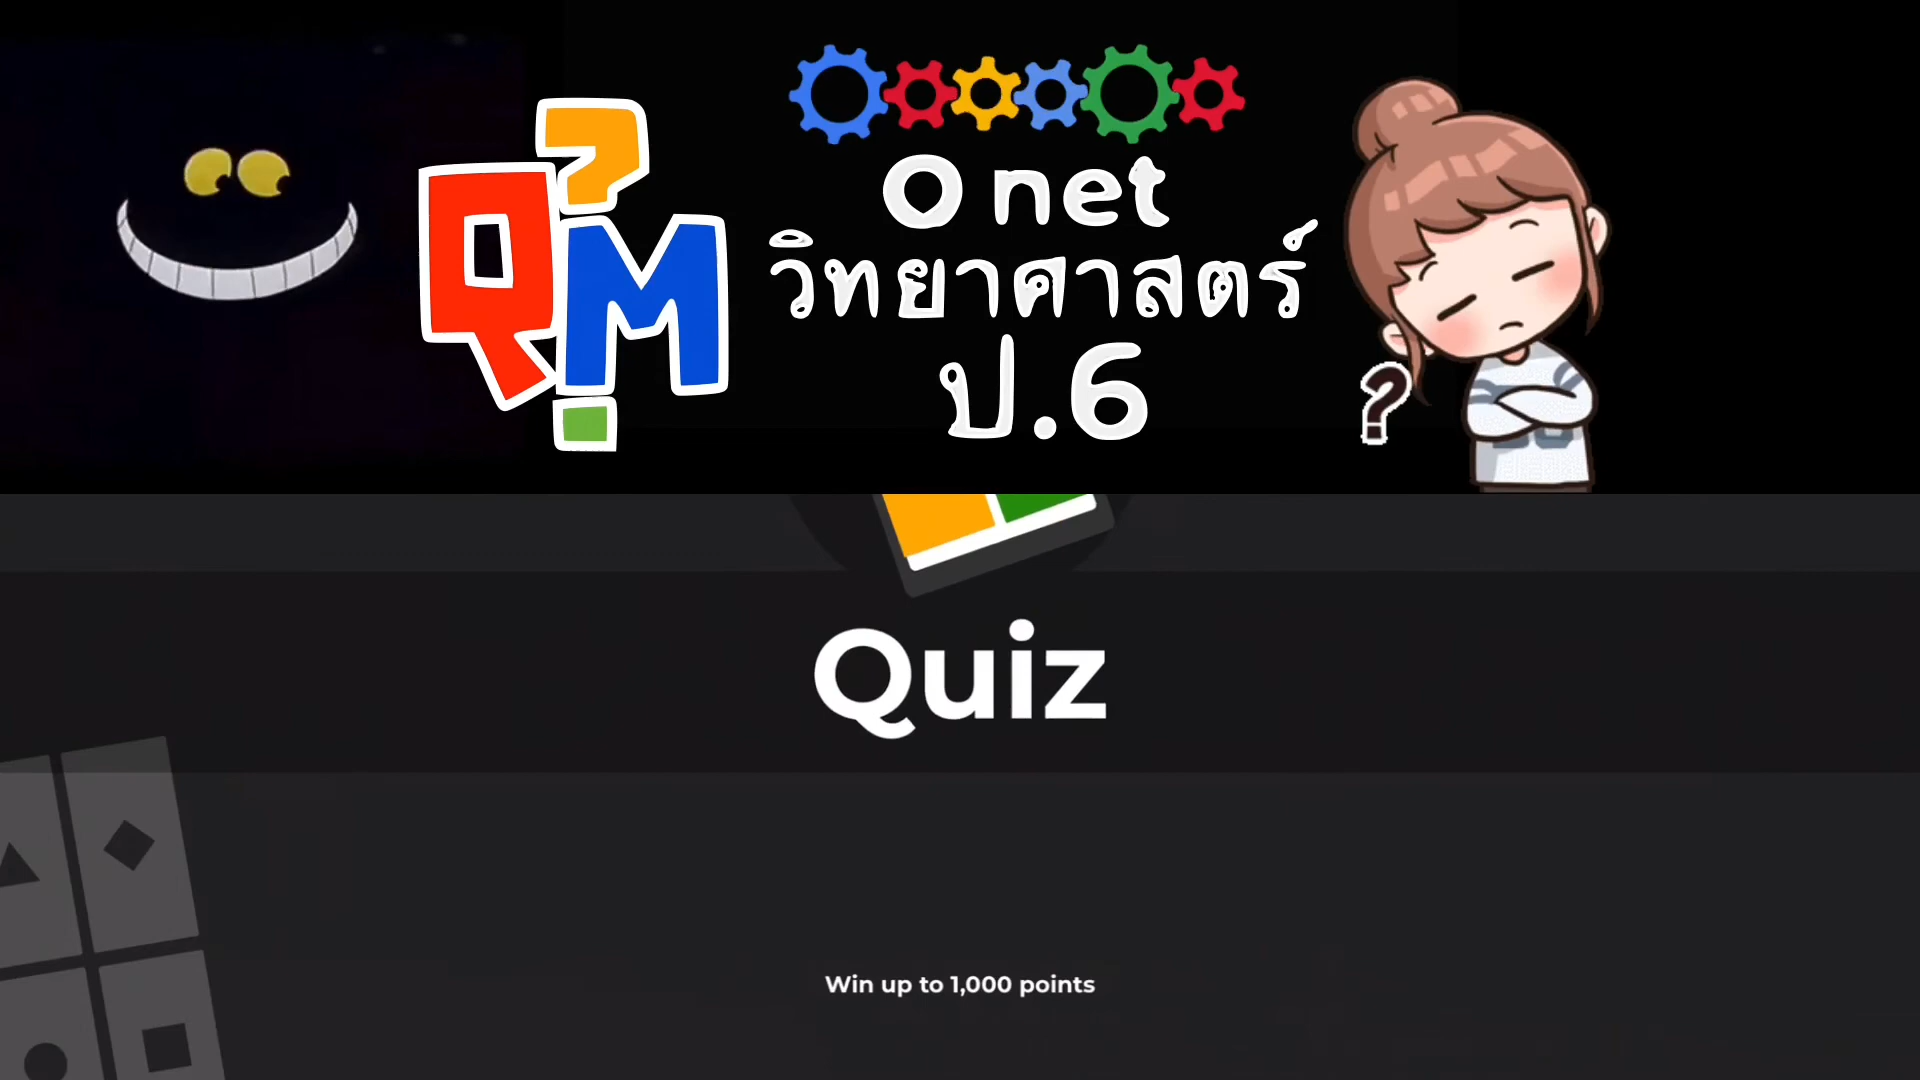 ?
QM
!
O net
วิทยาศาสตร์
ป.6
?
Quiz
Win up to 1,000 points